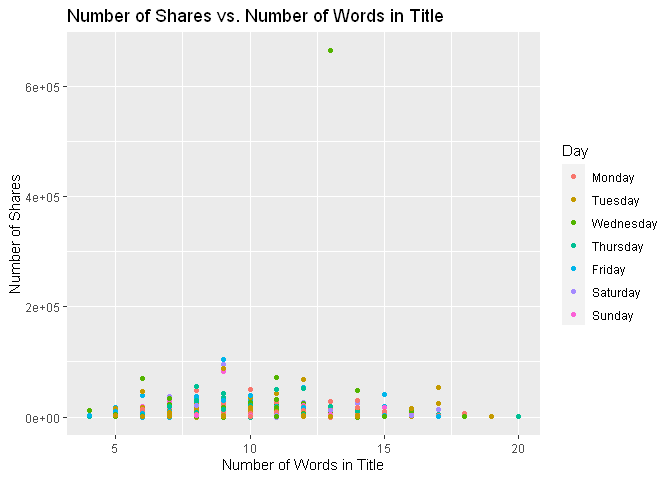 Number of Shares vs. Number of Words in Title
6e+05
4e+05
2e+05
0e+00
Number of Shares
5
10
15
20
Number of Words in Title
Day
Monday
Tuesday
Wednesday
Thursday
Friday
Saturday
Sunday